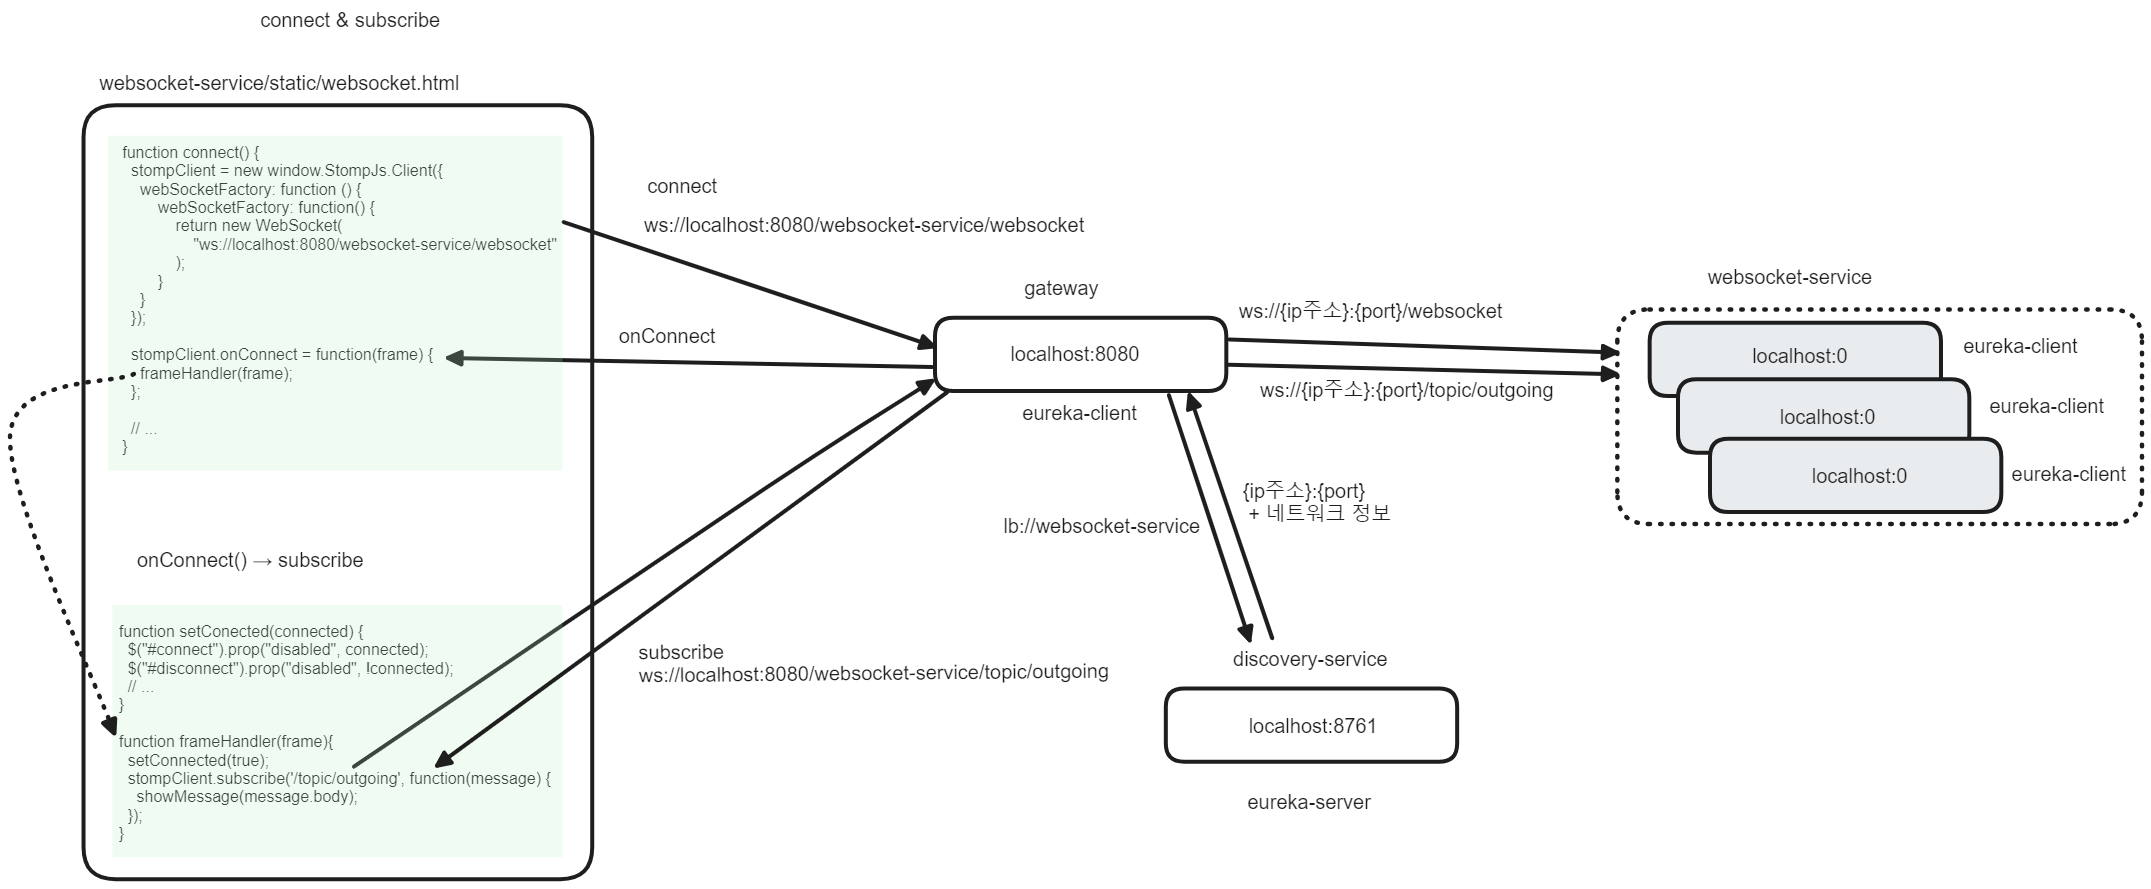 connect & subscribe
websocket-service/static/websocket.html
function connect() {
stompClient = new window.StompJs.Client({
webSocketFactory: function () {
webSocketFactory: function() {
return new WebSocket(
"ws://localhost:8080/websocket-service/websocket"
);
}
}
});
stompClient.onConnect = function(frame) {
frameHandler(frame);
};
// ...
}
onConnect() → subscribe
function setConected(connected) {
$("#connect").prop("disabled", connected);
$("#disconnect").prop("disabled", !connected);
// ...
}
function frameHandler(frame){
setConnected(true);
stompClient.subscribe('/topic/outgoing', function(message) {
showMessage(message.body);
});
}
connect
ws://localhost:8080/websocket-service/websocket
onConnect
subscribe
ws://localhost:8080/websocket-service/topic/outgoing
gateway
localhost:8080
eureka-client
ws://{ip주소}:{port}/websocket
ws://{ip주소}:{port}/topic/outgoing
lb://websocket-service
{ip주소}:{port}
+ 네트워크 정보
discovery-service
localhost:8761
eureka-server
websocket-service
localhost:0
eureka-client
localhost:0
eureka-client
localhost:0
eureka-client